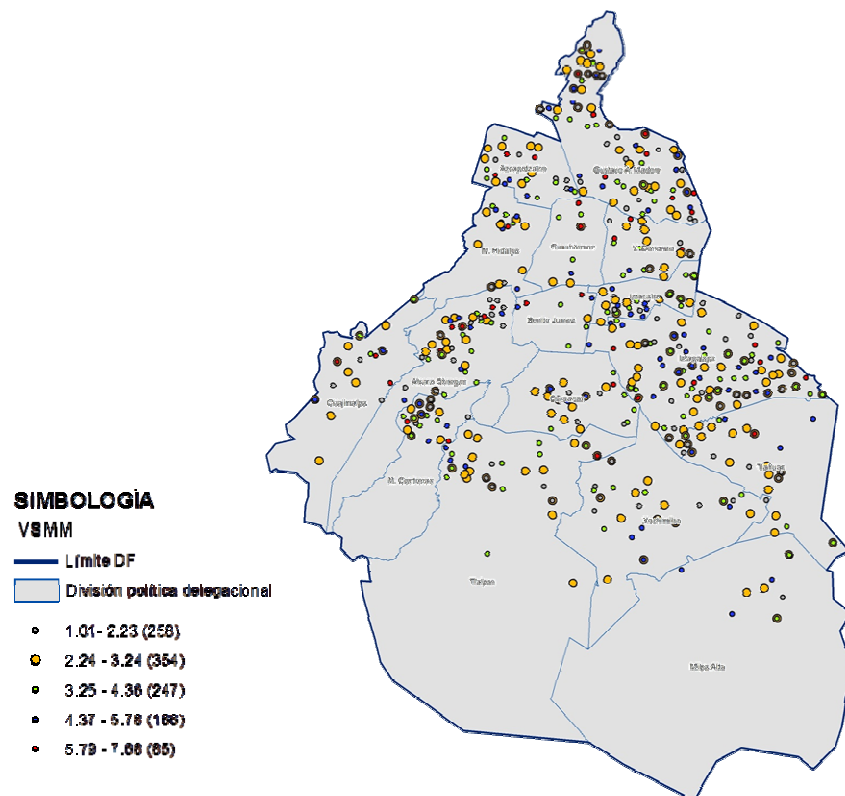 Azcapotzalco
Gustavo A. Madero
M. Hidalgo
Cuauhtémoc
V. Carranza
Iztacalco
Benito Juárez
Iztapalapa
Álvaro Obregón
Coyoacán
Cuajimalpa
M. Contreras
Tláhuac
Xochimilco
Tlalpan
Milpa Alta
SIMBOLOGÍA
VSMM
Límite DF
División política delegacional
1.01 - 2.23 (258)
2.24 - 3.24 (354)
3.25 - 4.36 (247)
4.37 - 5.78 (166)
5.79 - 7.66 (65)